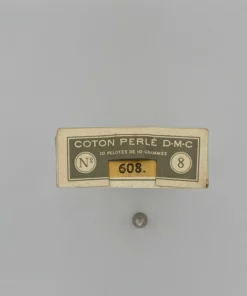 COTON PERLÉ D·M·C
10 PELOTES DE 10 GRAMMES
Nº 608. 8